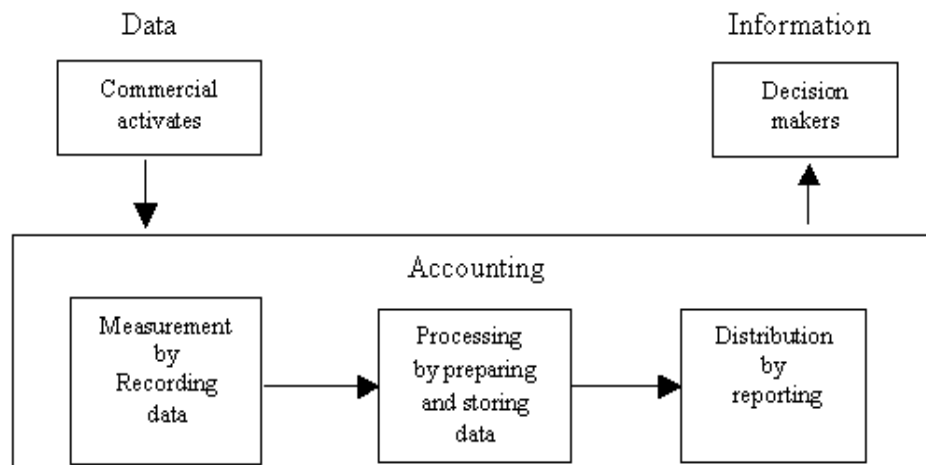 Data
Information
Commercial
activates
Decision
makers
Accounting
Measurement
by
Recording
data
Processing
by preparing
and storing
data
Distribution
by
reporting